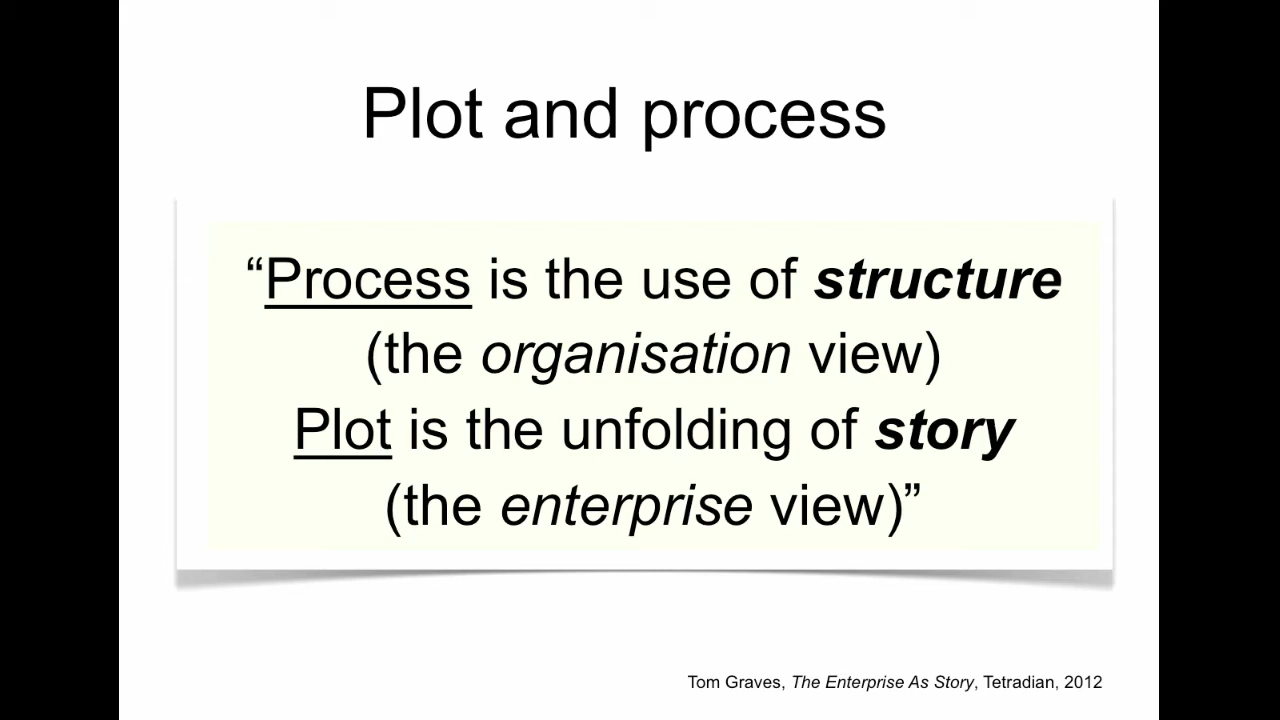 Plot and process
“Process is the use of structure
(the organisation view)
Plot is the unfolding of story
(the enterprise view)”
Tom Graves, The Enterprise As Story, Tetradian, 2012